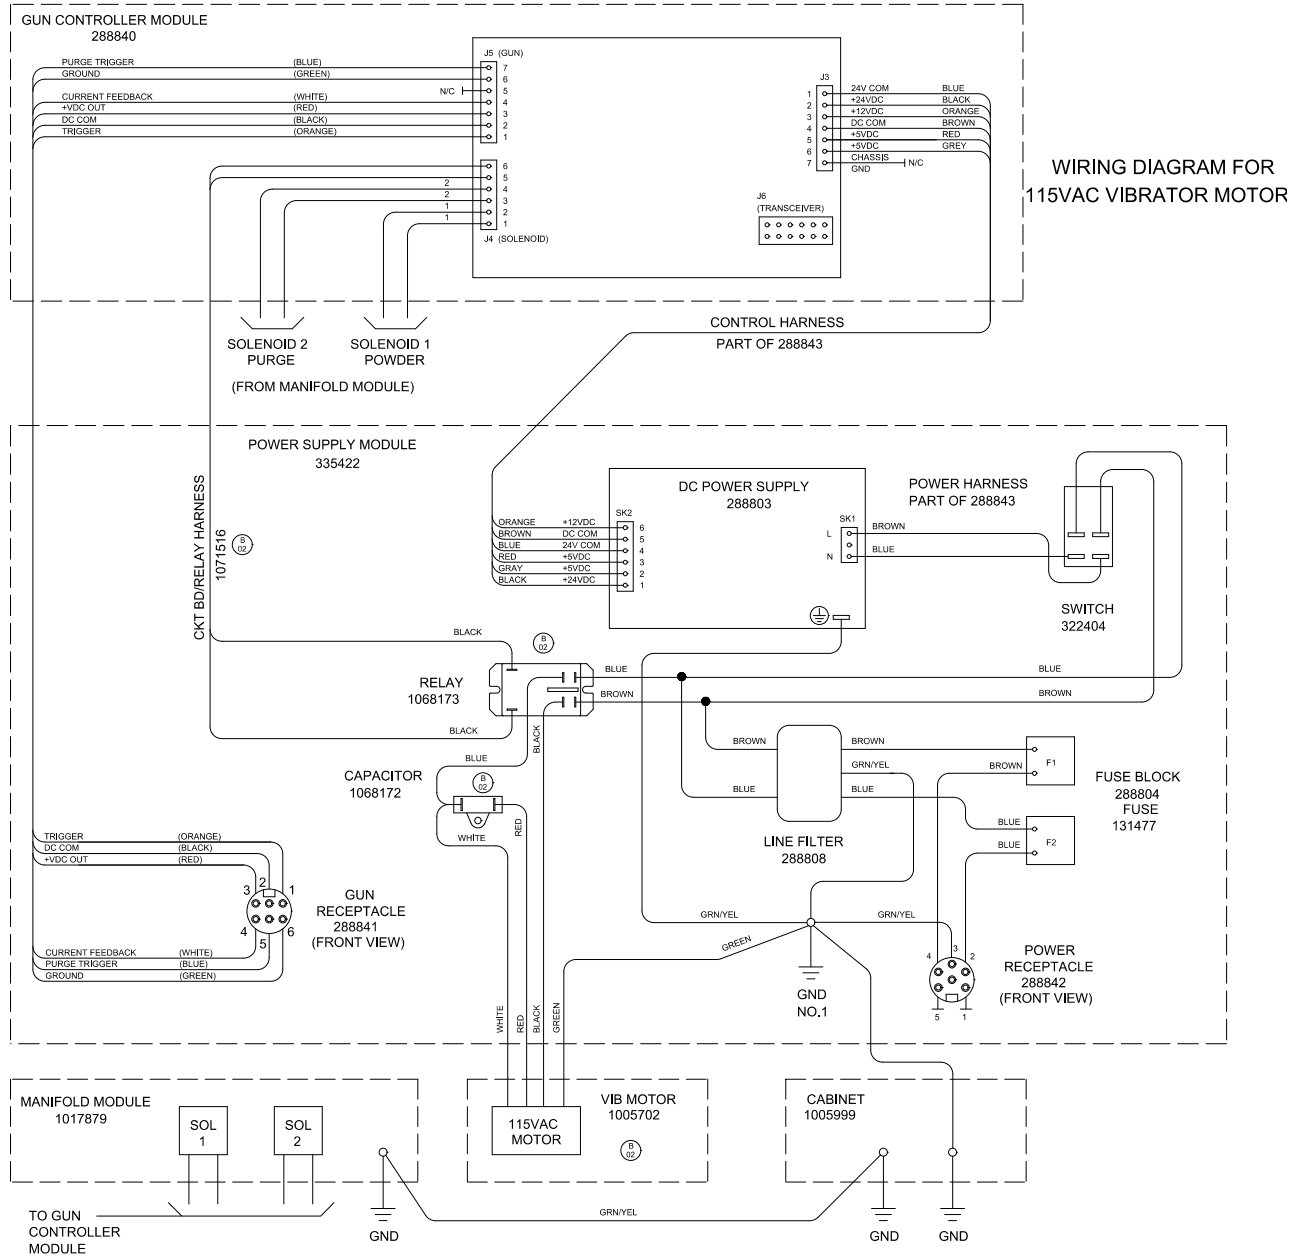 GUN CONTROLLER MODULE
288840
PURGE TRIGGER (BLUE)
GROUND (GREEN)
N/C
CURRENT FEEDBACK (WHITE)
+VDC OUT (RED)
DC COM (BLACK)
TRIGGER (ORANGE)
J5 (GUN)
7
6
5
4
3
2
1
6
5
2 4
2 3
1 2
1 1
J4 (SOLENOID)
J3
1 24V COM BLUE
2 +24VDC BLACK
3 +12VDC ORANGE
4 DC COM BROWN
5 +5VDC RED
6 +5VDC GREY
7 CHASSIS N/C
GND
J6
(TRANSCEIVER)
WIRING DIAGRAM FOR
115VAC VIBRATOR MOTOR
SOLENOID 2
PURGE
SOLENOID 1
POWDER
(FROM MANIFOLD MODULE)
CONTROL HARNESS
PART OF 288843
POWER SUPPLY MODULE
335422
CKT BD/RELAY HARNESS
1071516
B
02
DC POWER SUPPLY
288803
SK2
ORANGE +12VDC 6
BROWN DC COM 5
BLUE 24V COM 4
RED +5VDC 3
GRAY +5VDC 2
BLACK +24VDC 1
SK1
L BROWN
N BLUE
POWER HARNESS
PART OF 288843
SWITCH
322404
BLACK
B
02
RELAY
1068173
BLUE
BROWN
BLUE
BROWN
BLACK
BLACK
BLUE
CAPACITOR
1068172
B
02
WHITE
RED
BROWN
BLUE
LINE FILTER
288808
BROWN
GRN/YEL
BLUE
BROWN
F1
BLUE
BLUE
F2
FUSE BLOCK
288804
FUSE
131477
TRIGGER (ORANGE)
DC COM (BLACK)
+VDC OUT (RED)
3 2 1
4 5 6
GUN
RECEPTACLE
288841
(FRONT VIEW)
CURRENT FEEDBACK (WHITE)
PURGE TRIGGER (BLUE)
GROUND (GREEN)
GRN/YEL
GRN/YEL
GREEN
GND
NO.1
4 3 2
5 1
POWER
RECEPTACLE
288842
(FRONT VIEW)
WHITE
RED
BLACK
GREEN
MANIFOLD MODULE
1017879
SOL
1
SOL
2
TO GUN
CONTROLLER
MODULE
GND
VIB MOTOR
1005702
115VAC
MOTOR
B
02
CABINET
1005999
GRN/YEL
GND
GND